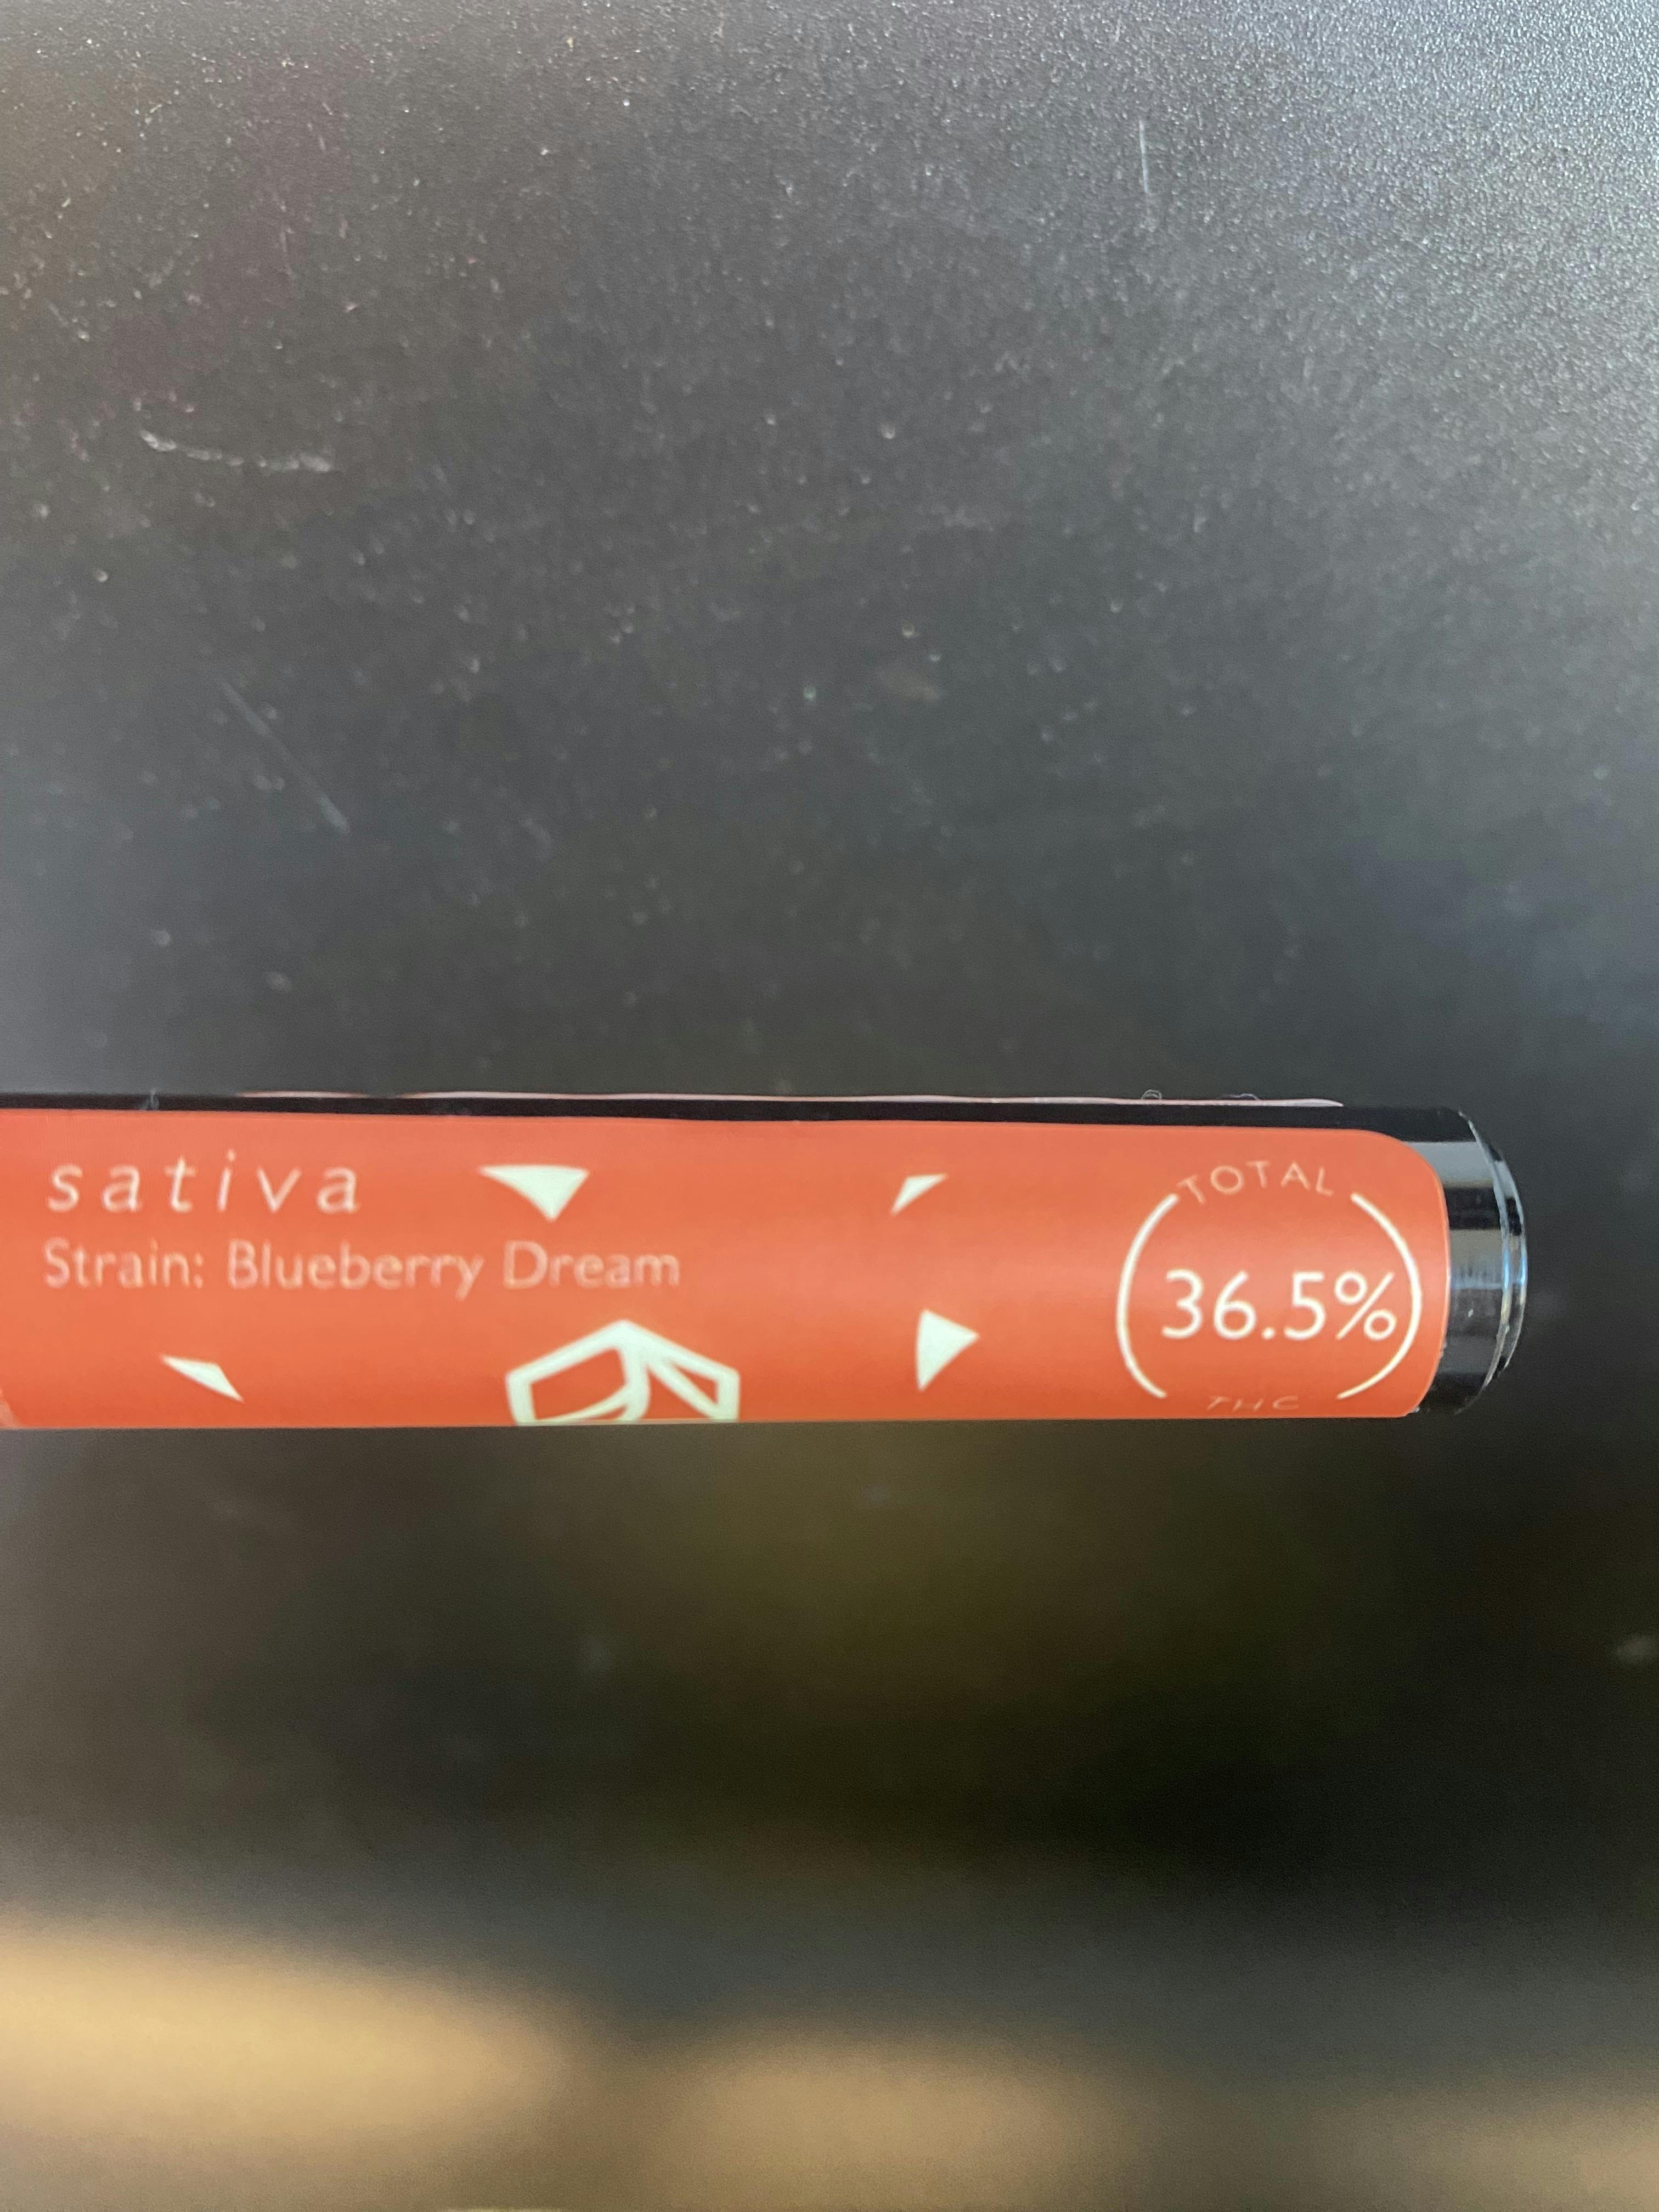 sativa
Strain: Blueberry Dream
TOTAL
36.5%
THC